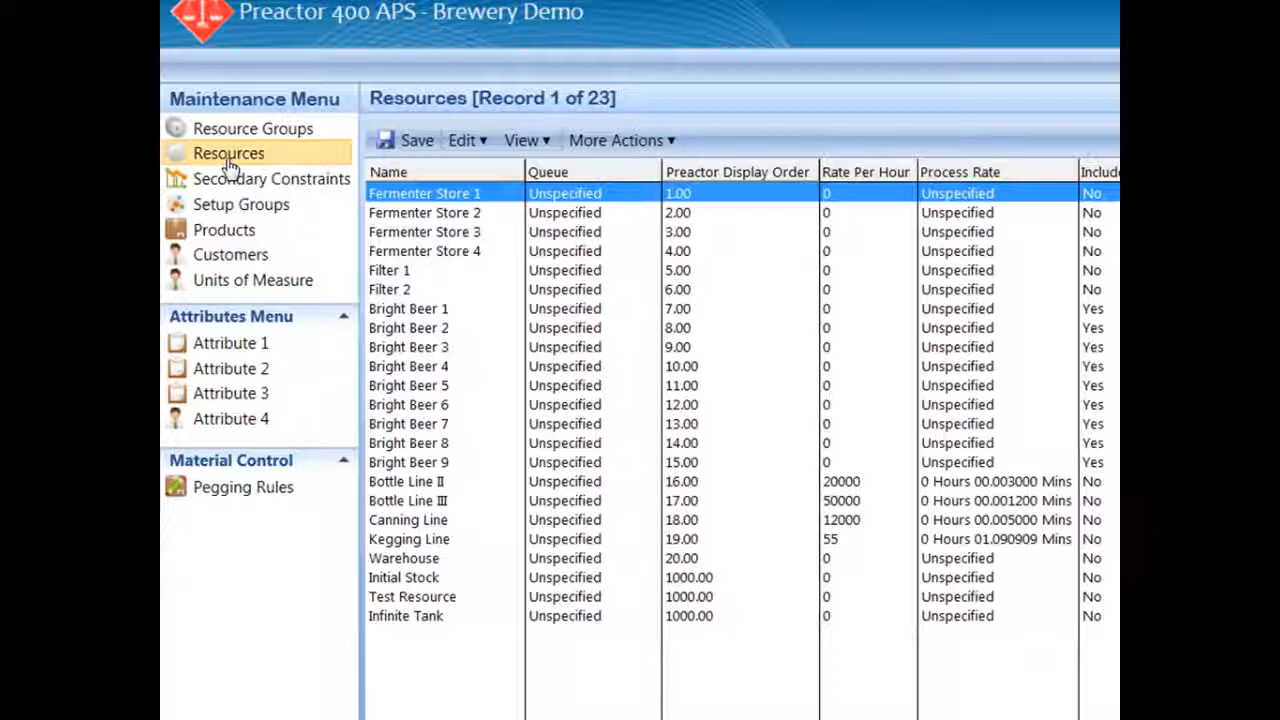 Preactor 400 APS - Brewery Demo
Maintenance Menu
Resource Groups
Resources
Secondary Constraints
Setup Groups
Products
Customers
Units of Measure
Attributes Menu
Attribute 1
Attribute 2
Attribute 3
Attribute 4
Material Control
Pegging Rules
Resources [Record 1 of 23]
Save Edit View More Actions
Name Queue Preactor Display Order Rate Per Hour Process Rate Include
Fermenter Store 1 Unspecified 1.00 0 Unspecified No
Fermenter Store 2 Unspecified 2.00 0 Unspecified No
Fermenter Store 3 Unspecified 3.00 0 Unspecified No
Fermenter Store 4 Unspecified 4.00 0 Unspecified No
Filter 1 Unspecified 5.00 0 Unspecified No
Filter 2 Unspecified 6.00 0 Unspecified No
Bright Beer 1 Unspecified 7.00 0 Unspecified Yes
Bright Beer 2 Unspecified 8.00 0 Unspecified Yes
Bright Beer 3 Unspecified 9.00 0 Unspecified Yes
Bright Beer 4 Unspecified 10.00 0 Unspecified Yes
Bright Beer 5 Unspecified 11.00 0 Unspecified Yes
Bright Beer 6 Unspecified 12.00 0 Unspecified Yes
Bright Beer 7 Unspecified 13.00 0 Unspecified Yes
Bright Beer 8 Unspecified 14.00 0 Unspecified Yes
Bright Beer 9 Unspecified 15.00 0 Unspecified Yes
Bottle Line II Unspecified 16.00 20000 0 Hours 00.003000 Mins No
Bottle Line III Unspecified 17.00 50000 0 Hours 00.001200 Mins No
Canning Line Unspecified 18.00 12000 0 Hours 00.005000 Mins No
Kegging Line Unspecified 19.00 55 0 Hours 01.090909 Mins No
Warehouse Unspecified 20.00 0 Unspecified No
Initial Stock Unspecified 1000.00 0 Unspecified No
Test Resource Unspecified 1000.00 0 Unspecified No
Infinite Tank Unspecified 1000.00 0 Unspecified No